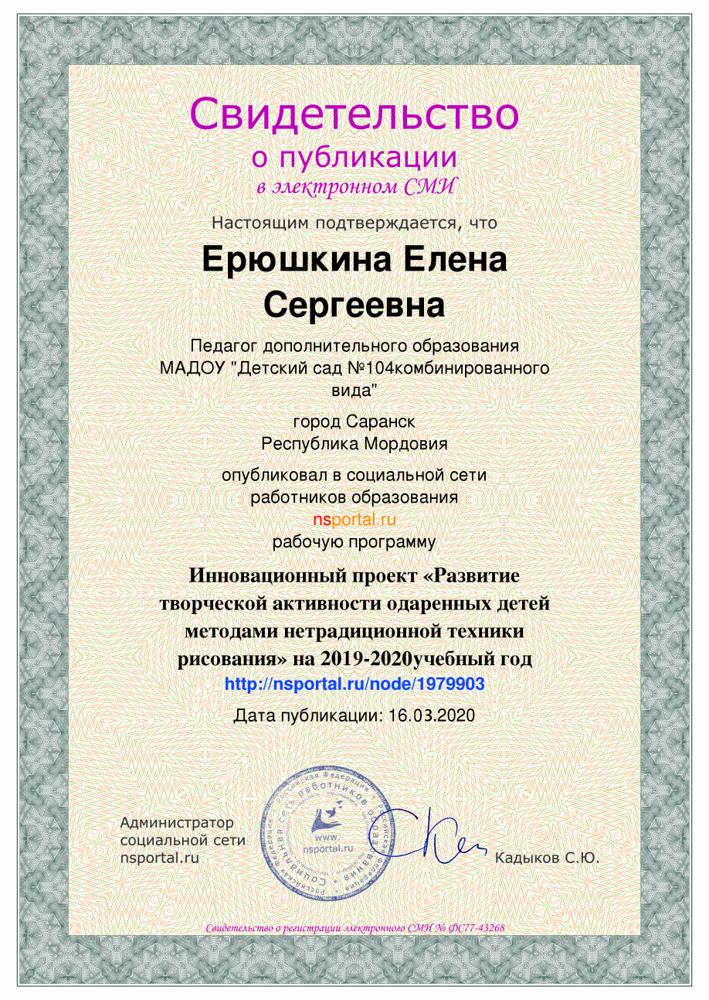 Свидетельство
о публикации
в электронном СМИ
Настоящим подтверждается, что
Ерюшкина Елена
Сергеевна
Педагог дополнительного образования
МАДОУ "Детский сад №104комбинированного
вида"
город Саранск
Республика Мордовия
опубликовал в социальной сети
работников образования
nsportal.ru
рабочую программу
Инновационный проект «Развитие
творческой активности одаренных детей
методами нетрадиционной техники
рисования» на 2019-2020учебный год
http://nsportal.ru/node/1979903
Дата публикации: 16.03.2020
Российская Федерация * Российская Федерация * Российская Федерация *
Социальная сеть работников образования *
www.
nsportal.ru
Администратор
социальной сети
nsportal.ru
Кадыков С.Ю.
Свидетельство о регистрации электронного СМИ № ФС77-43268